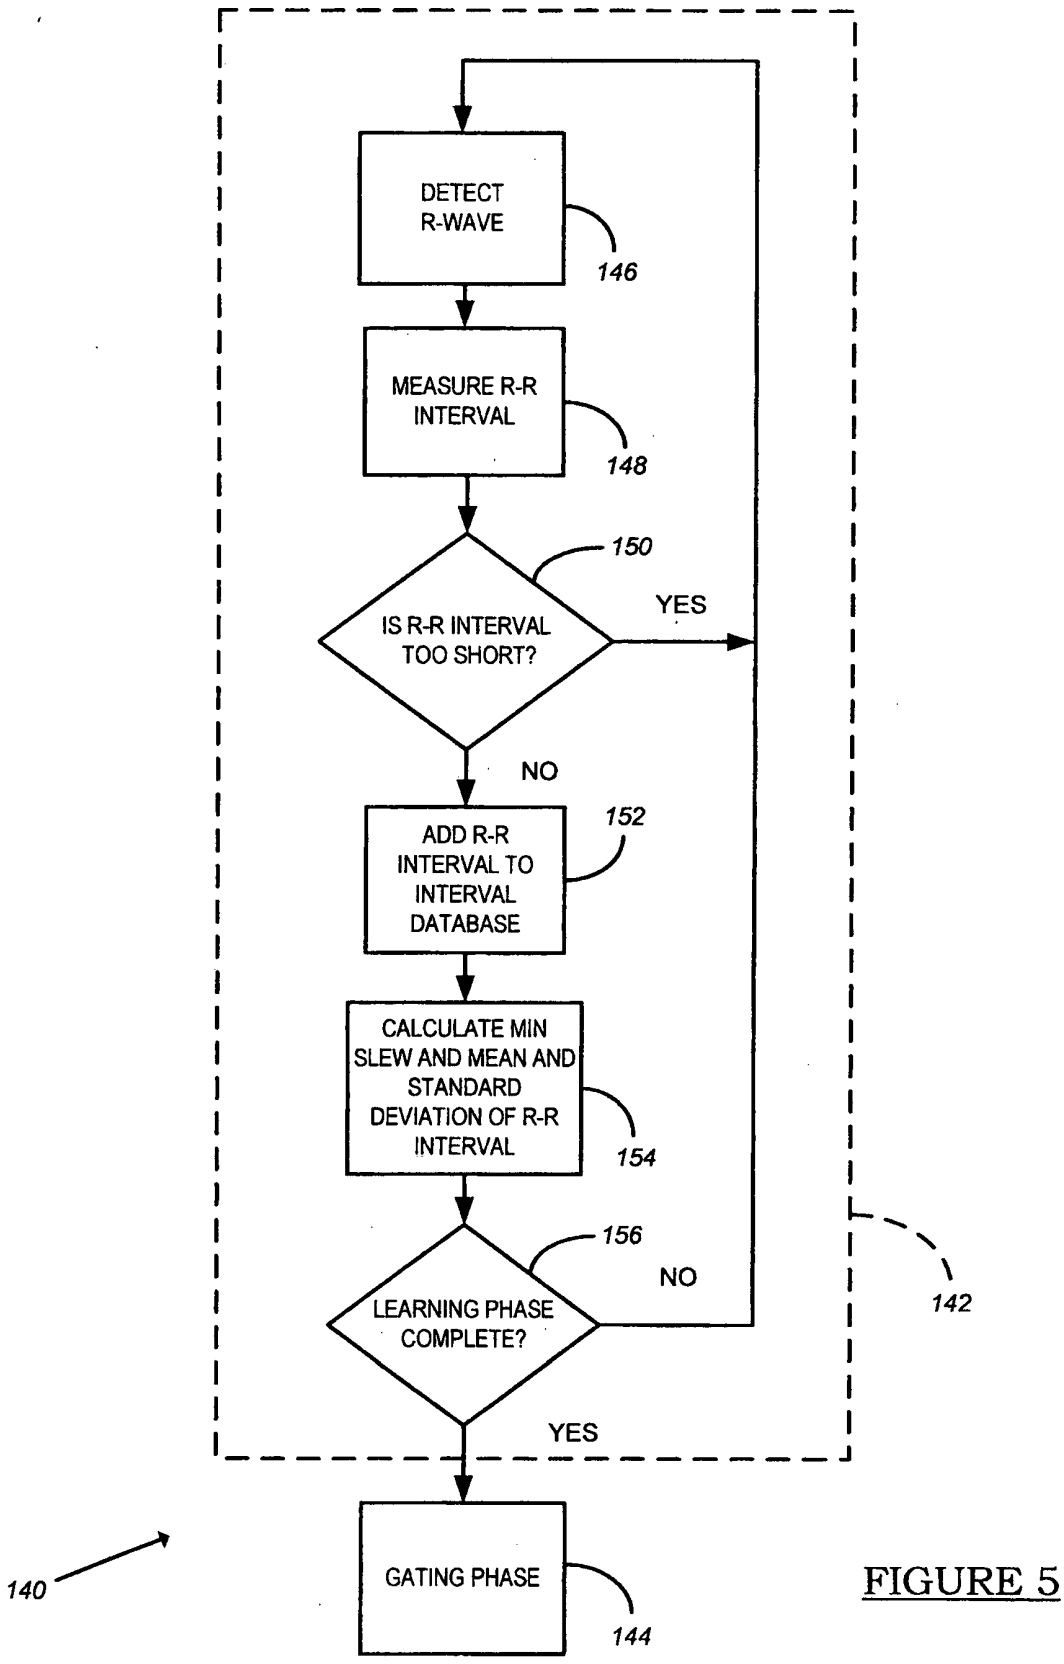 DETECT
R-WAVE
146
MEASURE R-R
INTERVAL
148
150
IS R-R INTERVAL
TOO SHORT?
YES
NO
152
ADD R-R
INTERVAL TO
INTERVAL
DATABASE
CALCULATE MIN
SLEW AND MEAN AND
STANDARD
DEVIATION OF R-R
INTERVAL
154
156
LEARNING PHASE
COMPLETE?
NO
142
YES
GATING PHASE
144
140
FIGURE 5